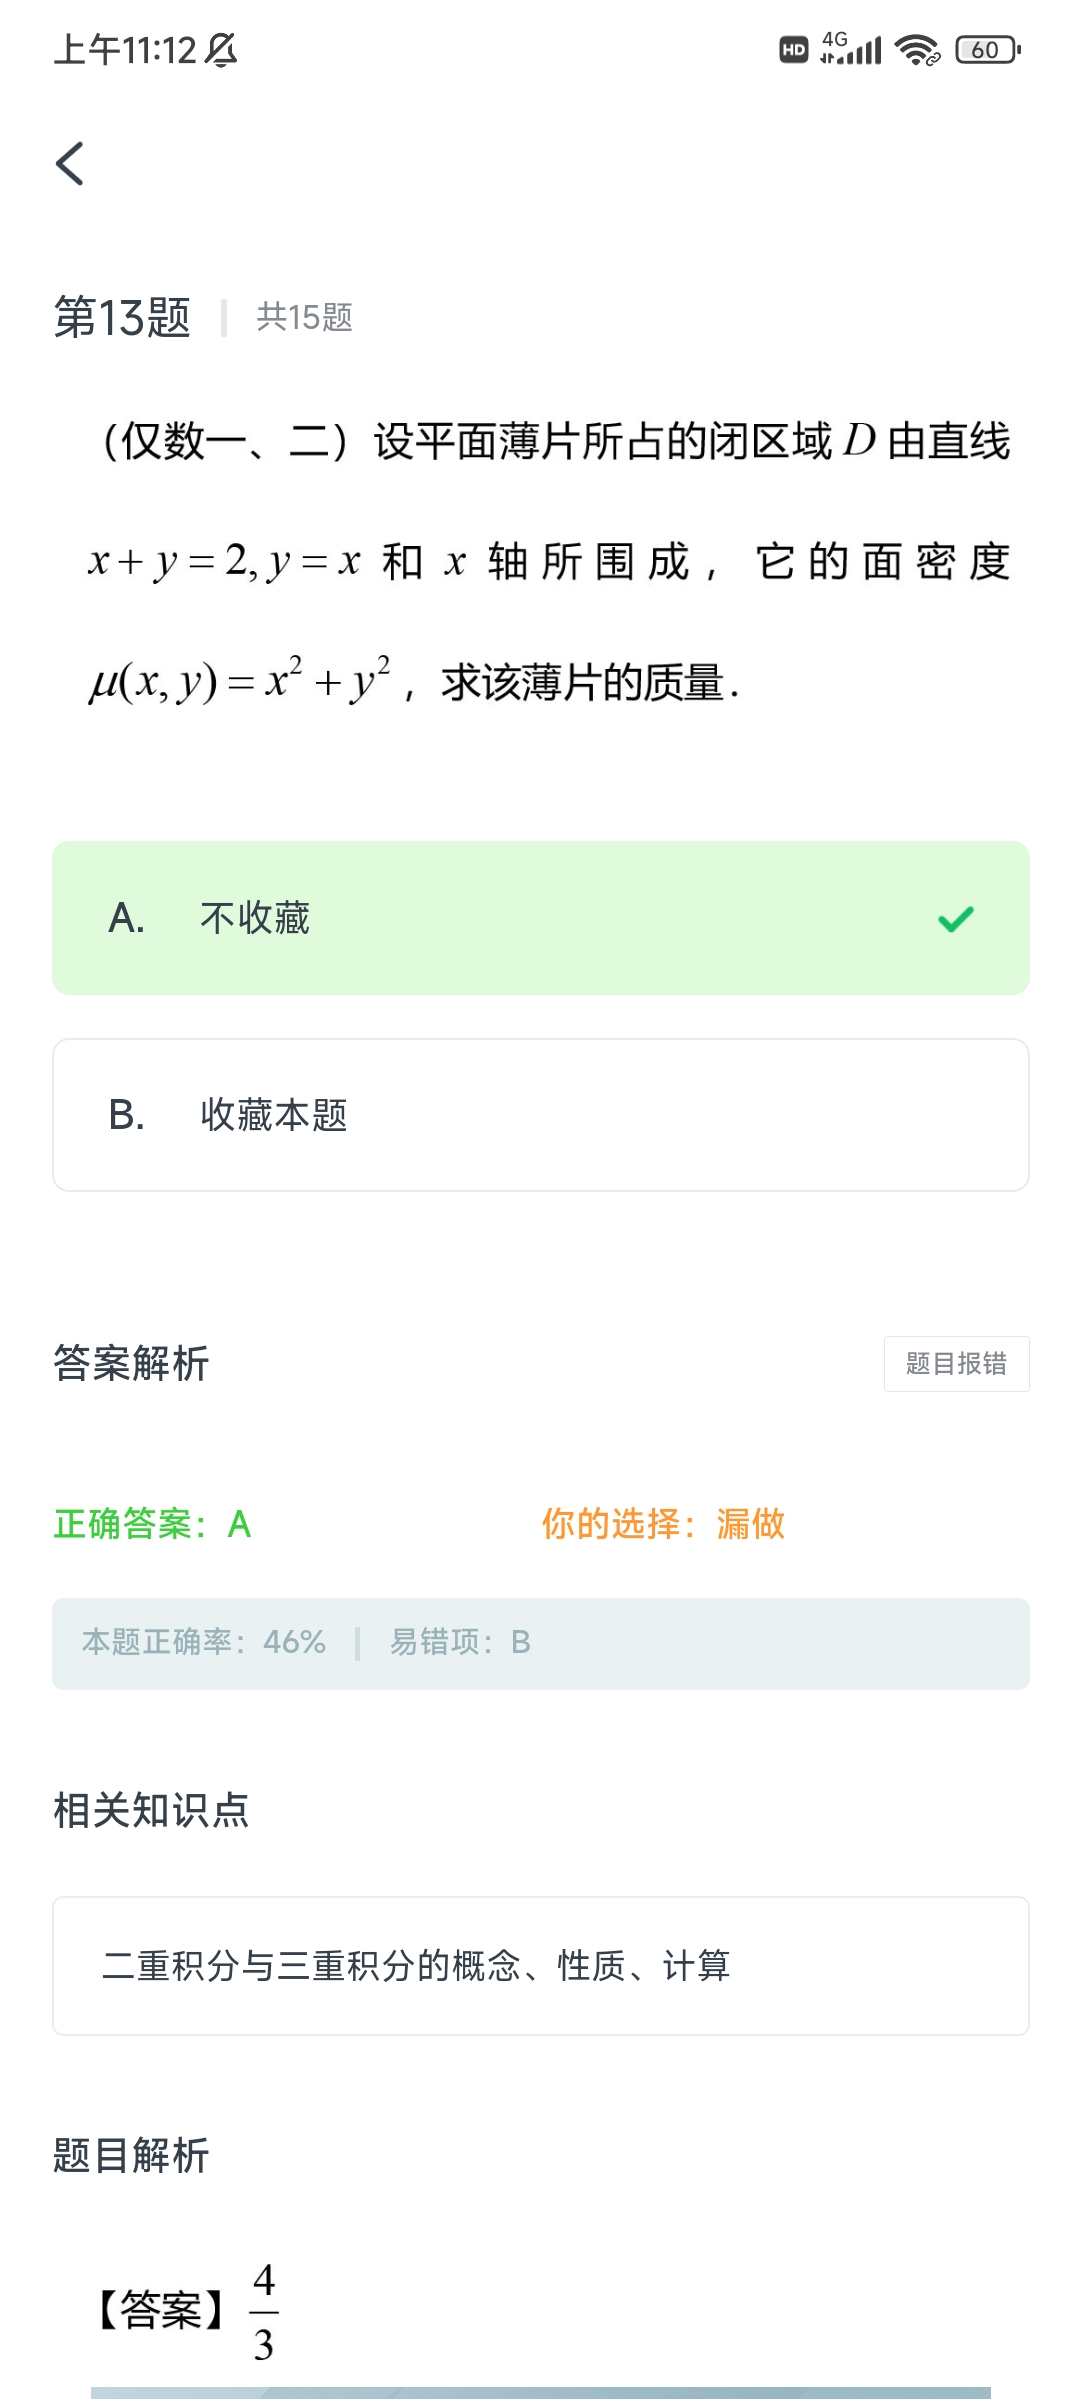 上午11:12 HD 4G 60
第13题 共15题
（仅数一、二）设平面薄片所占的闭区域 D 由直线
x + y = 2, y = x 和 x 轴所围成，它的面密度
μ(x, y) = x² + y²，求该薄片的质量.
A. 不收藏
B. 收藏本题
答案解析 题目报错
正确答案：A 你的选择：漏做
本题正确率：46% 易错项：B
相关知识点
二重积分与三重积分的概念、性质、计算
题目解析
【答案】4/3